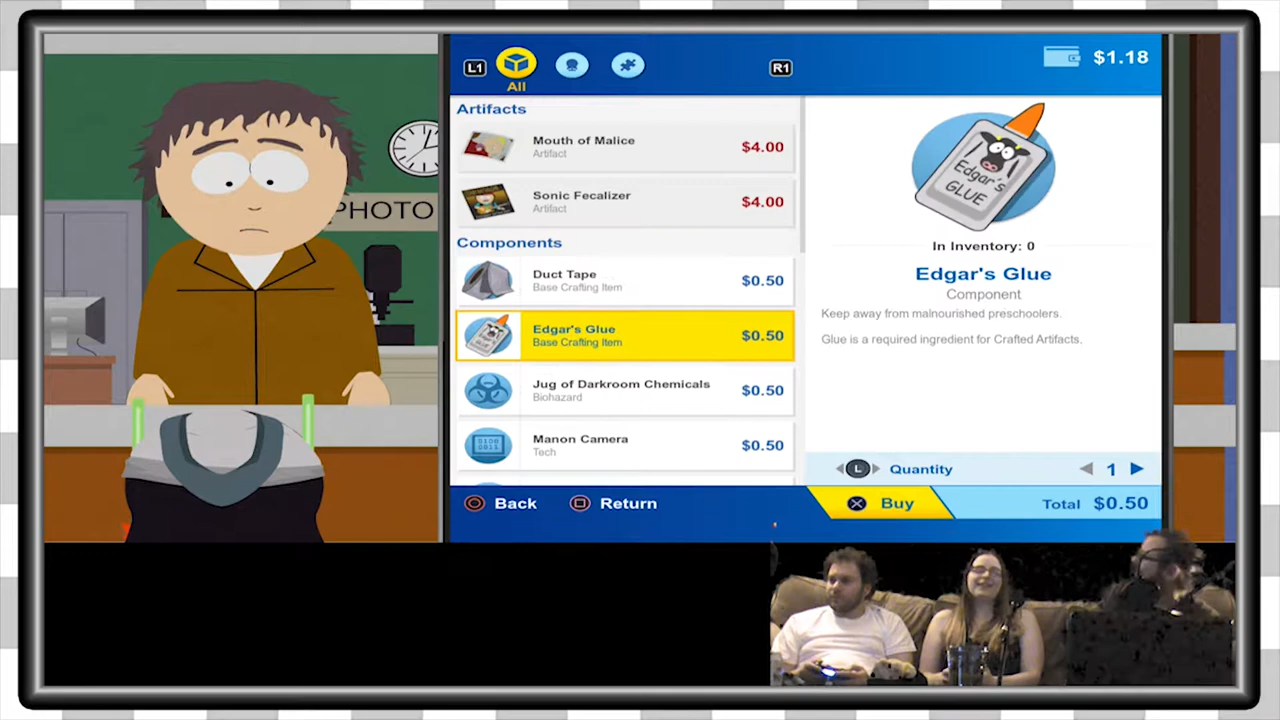 PHOTO
L1
All
R1
$1.18
Artifacts
Mouth of Malice
Artifact
$4.00
Sonic Fecalizer
Artifact
$4.00
Components
Duct Tape
Base Crafting Item
$0.50
Edgar's Glue
Base Crafting Item
$0.50
Jug of Darkroom Chemicals
Biohazard
$0.50
Manon Camera
Tech
$0.50
Edgar's
GLUE
In Inventory: 0
Edgar's Glue
Component
Keep away from malnourished preschoolers.
Glue is a required ingredient for Crafted Artifacts.
L Quantity 1
Back Return Buy Total $0.50